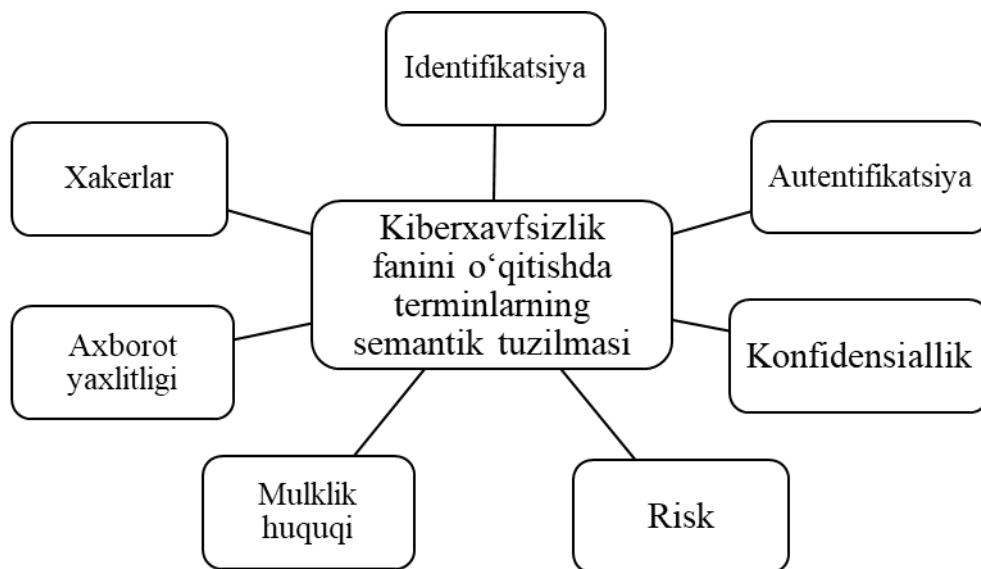 Identifikatsiya
Xakerlar
Autentifikatsiya
Kiberxavfsizlik
fanini o‘qitishda
terminlarning
semantik tuzilmasi
Axborot
yaxlitligi
Konfidensiallik
Mulklik
huquqi
Risk